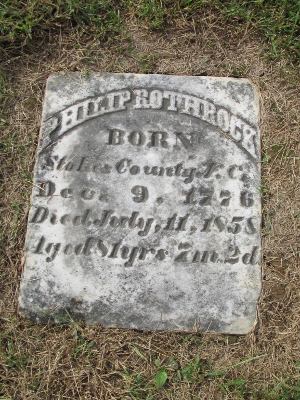 PHILIP ROTHROCK
BORN
Stokes County, N. C.
Dec. 9. 1776
Died July, 11, 1858
Aged 81yrs 7m. 2d